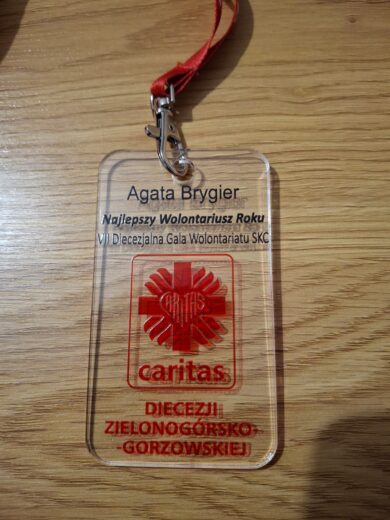 Agata Brygier
Najlepszy Wolontariusz Roku
VII Diecezjalna Gala Wolontariatu SKC
CARITAS
caritas
DIECEZJI
ZIELONOGÓRSKO-
-GORZOWSKIEJ